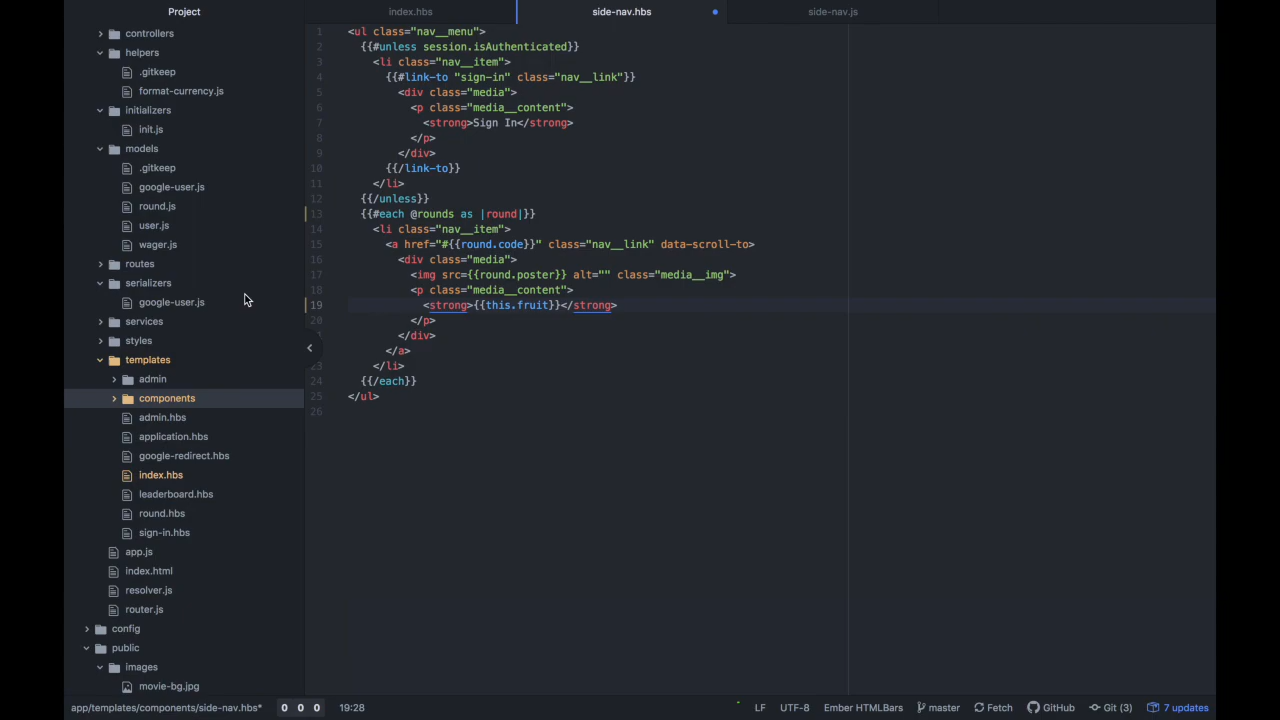 Project
controllers
helpers
.gitkeep
format-currency.js
initializers
init.js
models
.gitkeep
google-user.js
round.js
user.js
wager.js
routes
serializers
google-user.js
services
styles
templates
admin
components
admin.hbs
application.hbs
google-redirect.hbs
index.hbs
leaderboard.hbs
round.hbs
sign-in.hbs
app.js
index.html
resolver.js
router.js
config
public
images
movie-bg.jpg
index.hbs
side-nav.hbs
side-nav.js
1 <ul class="nav__menu">
2 {{#unless session.isAuthenticated}}
3 <li class="nav__item">
4 {{#link-to "sign-in" class="nav__link"}}
5 <div class="media">
6 <p class="media__content">
7 <strong>Sign In</strong>
8 </p>
9 </div>
10 {{/link-to}}
11 </li>
12 {{/unless}}
13 {{#each @rounds as |round|}}
14 <li class="nav__item">
15 <a href="#{{round.code}}" class="nav__link" data-scroll-to>
16 <div class="media">
17 <img src={{round.poster}} alt="" class="media__img">
18 <p class="media__content">
19 <strong>{{this.fruit}}</strong>
20 </p>
</div>
</a>
23 </li>
24 {{/each}}
25 </ul>
26
app/templates/components/side-nav.hbs* 0 0 0 19:28 LF UTF-8 Ember HTMLBars master Fetch GitHub Git (3) 7 updates